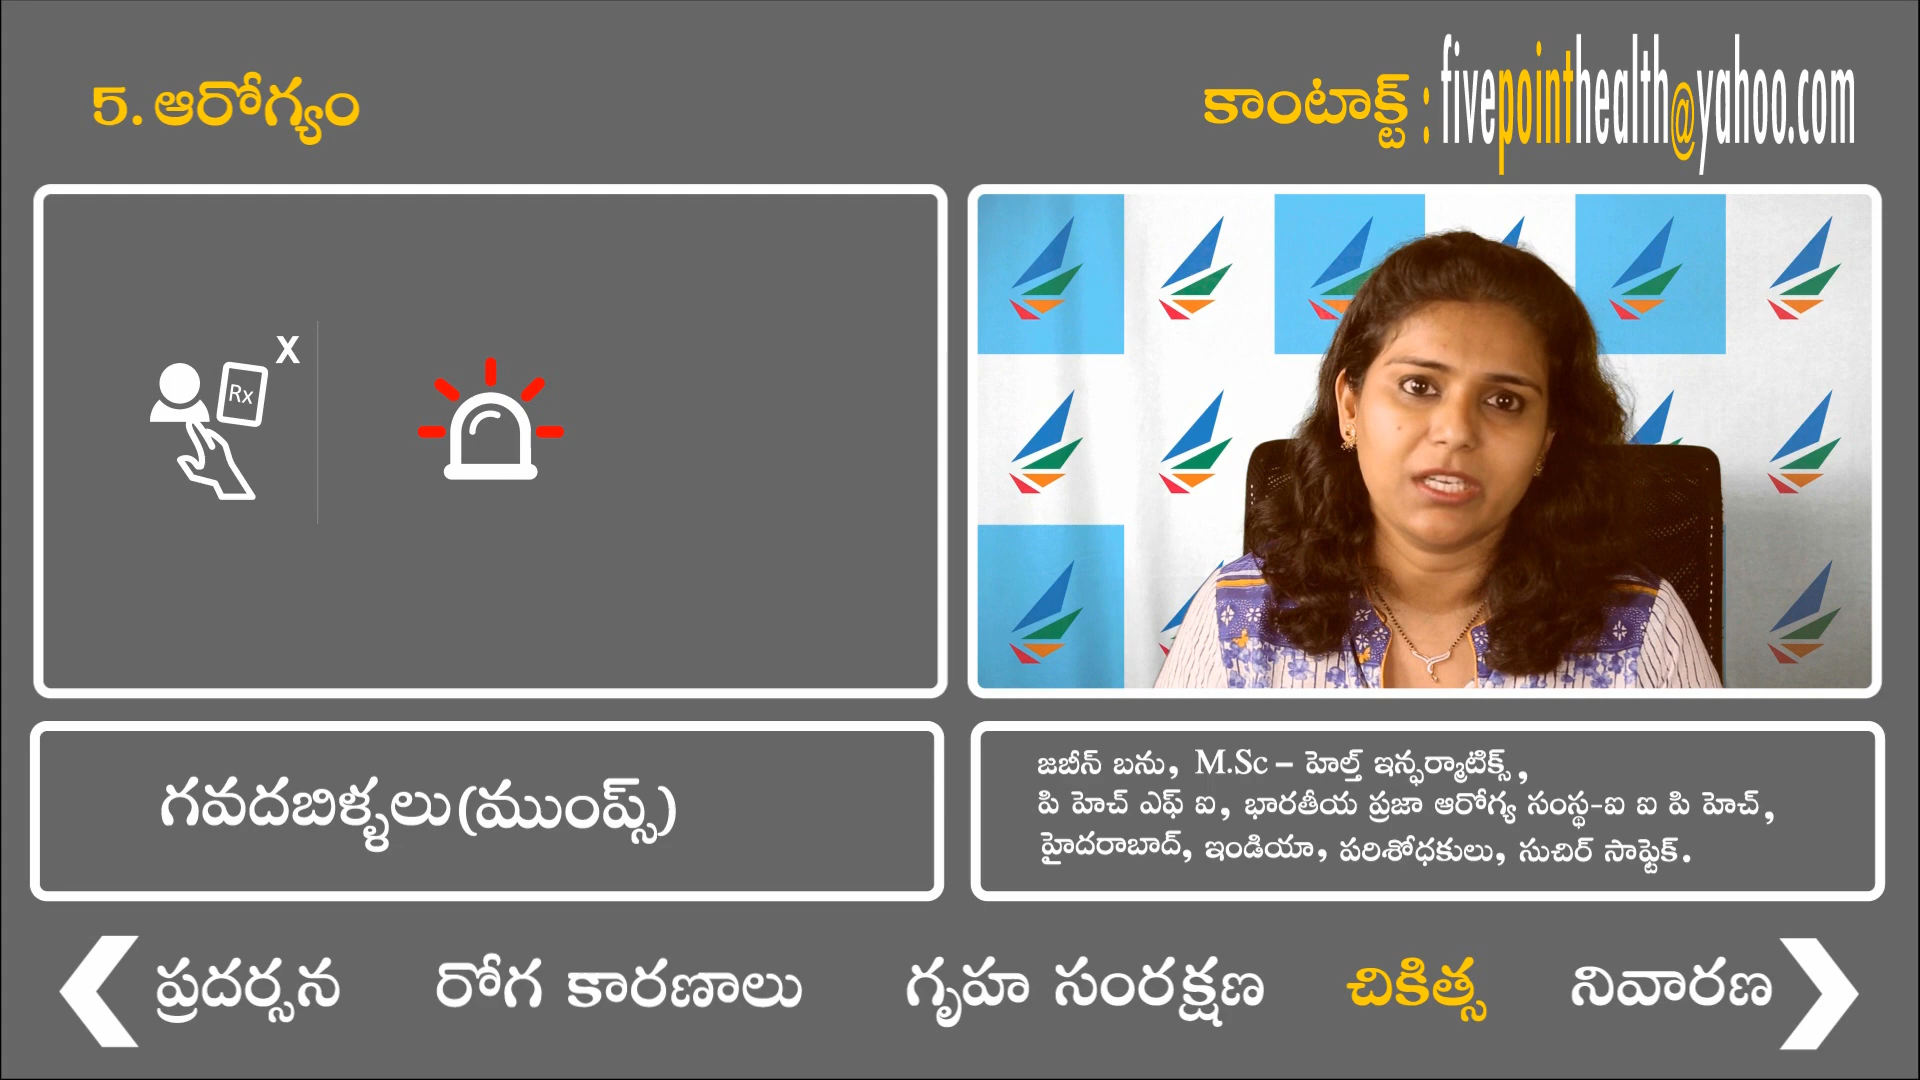 5. ఆరోగ్యం
కాంటాక్ట్ : fivepointhealth@yahoo.com
X
Rx
గవదబిళ్ళలు(ముంప్స్)
జబీన్ బను, M.Sc – హెల్త్ ఇన్ఫర్మాటిక్స్,
పి హెచ్ ఎఫ్ ఐ, భారతీయ ప్రజా ఆరోగ్య సంస్థ-ఐ ఐ పి హెచ్,
హైదరాబాద్, ఇండియా, పరిశోధకులు, సుచిర్ సాఫ్టెక్.
ప్రదర్సన రోగ కారణాలు గృహ సంరక్షణ చికిత్స నివారణ